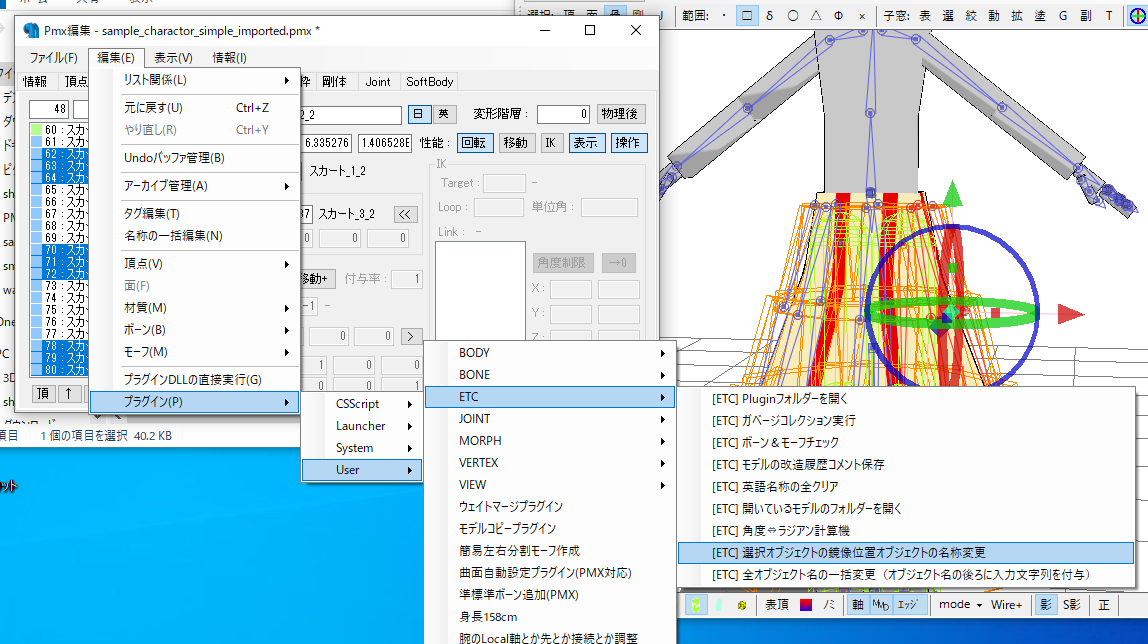 選択: 頂 面 骨 剛 J
範囲: ・ □ δ ○ △ Φ ×
子窓: 表 選 絞 動 拡 塗 G 副 T
Pmx編集 - sample_charactor_simple_imported.pmx *
ファイル(F) 編集(E) 表示(V) 情報(I)
情報 頂点 枠 剛体 Joint SoftBody
48
2_2 日 英 変形階層: 0 物理後
6.335276 1.406528E 性能: 回転 移動 IK 表示 操作
60 : スカ
61 : スカ
62 : スカ
63 : スカ
64 : スカ
65 : スカ
66 : スカ
67 : スカ
68 : スカ
69 : スカ
70 : スカ
71 : スカ
72 : スカ
73 : スカ
74 : スカ
75 : スカ
76 : スカ
77 : スカ
78 : スカ
79 : スカ
80 : スカ
頂 ↑
リスト関係(L)
元に戻す(U) Ctrl+Z
やり直し(R) Ctrl+Y
Undoバッファ管理(B)
アーカイブ管理(A)
タグ編集(T)
名称の一括編集(N)
頂点(V)
面(F)
材質(M)
ボーン(B)
モーフ(M)
プラグインDLLの直接実行(G)
プラグイン(P)
スカート_1_2
37 スカート_3_2 <<
0 0 0
移動+ 付与率: 1
-1 -
0 0 >
1 0 0
0 0 1
IK
Target : -
Loop : 単位角 :
Link : -
角度制限 →0
X :
Y :
Z :
項目 1 個の項目を選択 40.2 KB
CSScript
Launcher
System
User
BODY
BONE
ETC
JOINT
MORPH
VERTEX
VIEW
ウェイトマージプラグイン
モデルコピープラグイン
簡易左右分割モーフ作成
曲面自動設定プラグイン(PMX対応)
準標準ボーン追加(PMX)
身長158cm
腕のLocal軸とか先とか接続とか調整
[ETC] Pluginフォルダーを開く
[ETC] ガベージコレクション実行
[ETC] ボーン＆モーフチェック
[ETC] モデルの改造履歴コメント保存
[ETC] 英語名称の全クリア
[ETC] 開いているモデルのフォルダーを開く
[ETC] 角度⇔ラジアン計算機
[ETC] 選択オブジェクトの鏡像位置オブジェクトの名称変更
[ETC] 全オブジェクト名の一括変更（オブジェクト名の後ろに入力文字列を付与）
表頂 ノミ 軸 MMD エッジ mode Wire+ 影 S影 正